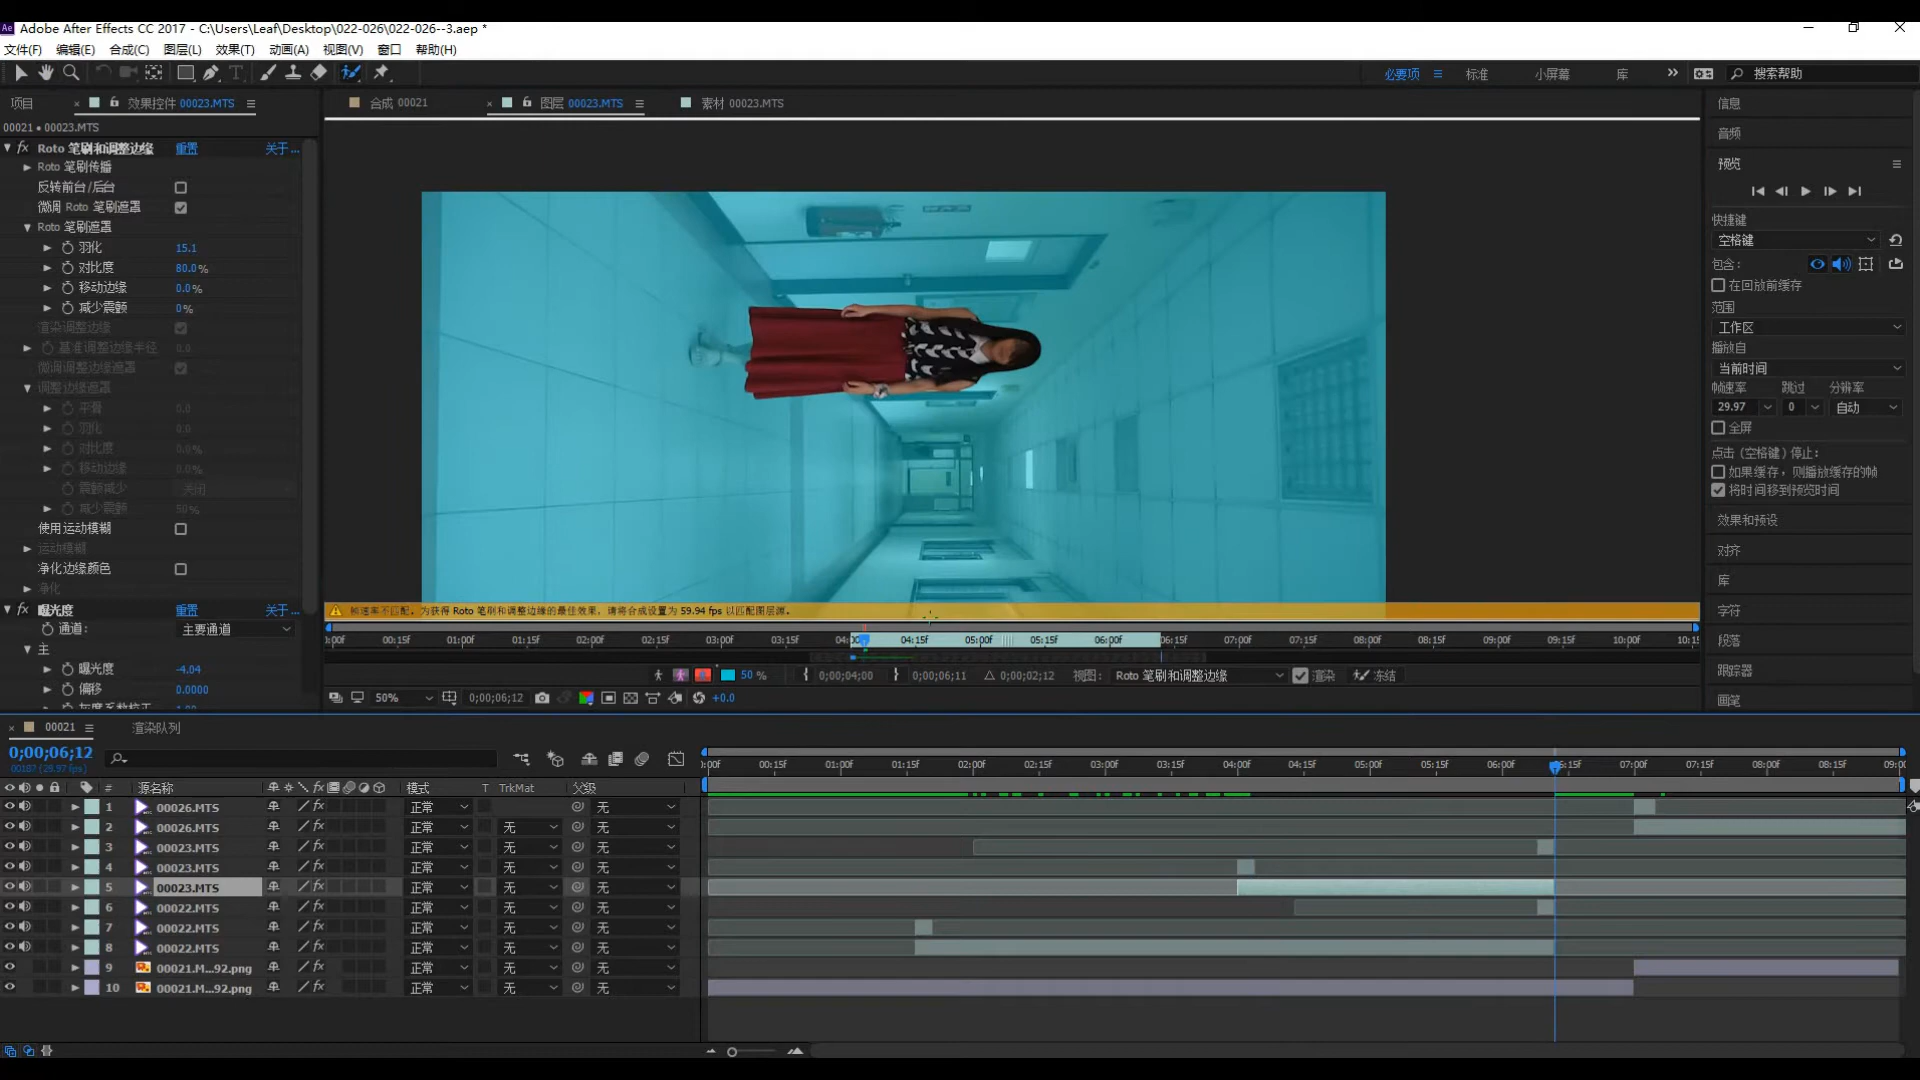 Adobe After Effects CC 2017 - C:\Users\Leaf\Desktop\022-026\022-026--3.aep *
文件(F) 编辑(E) 合成(C) 图层(L) 效果(T) 动画(A) 视图(V) 窗口 帮助(H)
必要项 标准 小屏幕 库 搜索帮助
项目 效果控件 00023.MTS
合成 00021 图层 00023.MTS 素材 00023.MTS
00021 • 00023.MTS
fx Roto 笔刷和调整边缘 重置 关于...
Roto 笔刷传播
反转前台/后台
微调 Roto 笔刷遮罩
Roto 笔刷遮罩
羽化 15.1
对比度 80.0%
移动边缘 0.0%
减少震颤 0%
渲染调整边缘
基准调整边缘半径 0.0
微调调整边缘遮罩
调整边缘遮罩
平滑 0.0
羽化 0.0
对比度 0.0%
移动边缘 0.0%
震颤减少 关闭
减少震颤 50%
使用运动模糊
运动模糊
净化边缘颜色
净化
fx 曝光度 重置 关于...
通道: 主要通道
主
曝光度 -4.04
偏移 0.0000
帧速率不匹配。为获得 Roto 笔刷和调整边缘的最佳效果，请将合成设置为 59.94 fps 以匹配图层源。
:00f 00:15f 01:00f 01:15f 02:00f 02:15f 03:00f 03:15f 04:00f 04:15f 05:00f 05:15f 06:00f 06:15f 07:00f 07:15f 08:00f 08:15f 09:00f 09:15f 10:00f 10:15
50 % 0;00;04;00 0;00;06;11 △ 0;00;02;12 视图: Roto 笔刷和调整边缘 渲染 冻结
50% 0;00;06;12 +0.0
信息
音频
预览
快捷键
空格键
包含:
在回放前缓存
范围
工作区
播放自
当前时间
帧速率 跳过 分辨率
29.97 0 自动
全屏
点击 (空格键) 停止:
如果缓存，则播放缓存的帧
将时间移到预览时间
效果和预设
对齐
库
字符
段落
跟踪器
画笔
00021 渲染队列
0;00;06;12
00187 (29.97 fps)
:00f 00:15f 01:00f 01:15f 02:00f 02:15f 03:00f 03:15f 04:00f 04:15f 05:00f 05:15f 06:00f 06:15f 07:00f 07:15f 08:00f 08:15f 09:00
# 源名称 fx 模式 T TrkMat 父级
1 00026.MTS fx 正常 无
2 00026.MTS fx 正常 无 无
3 00023.MTS fx 正常 无 无
4 00023.MTS fx 正常 无 无
5 00023.MTS fx 正常 无 无
6 00022.MTS fx 正常 无 无
7 00022.MTS fx 正常 无 无
8 00022.MTS fx 正常 无 无
9 00021.M...92.png fx 正常 无 无
10 00021.M...92.png fx 正常 无 无